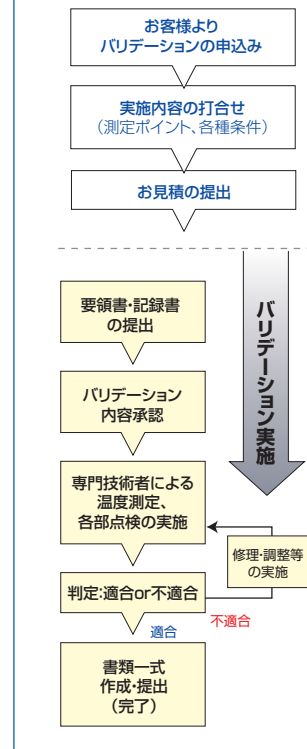 お客様より
バリデーションの申込み
実施内容の打合せ
（測定ポイント、各種条件）
お見積の提出
バリデーション実施
要領書・記録書
の提出
バリデーション
内容承認
専門技術者による
温度測定、
各部点検の実施
修理・調整等
の実施
判定:適合or不適合
不適合
適合
書類一式
作成・提出
（完了）